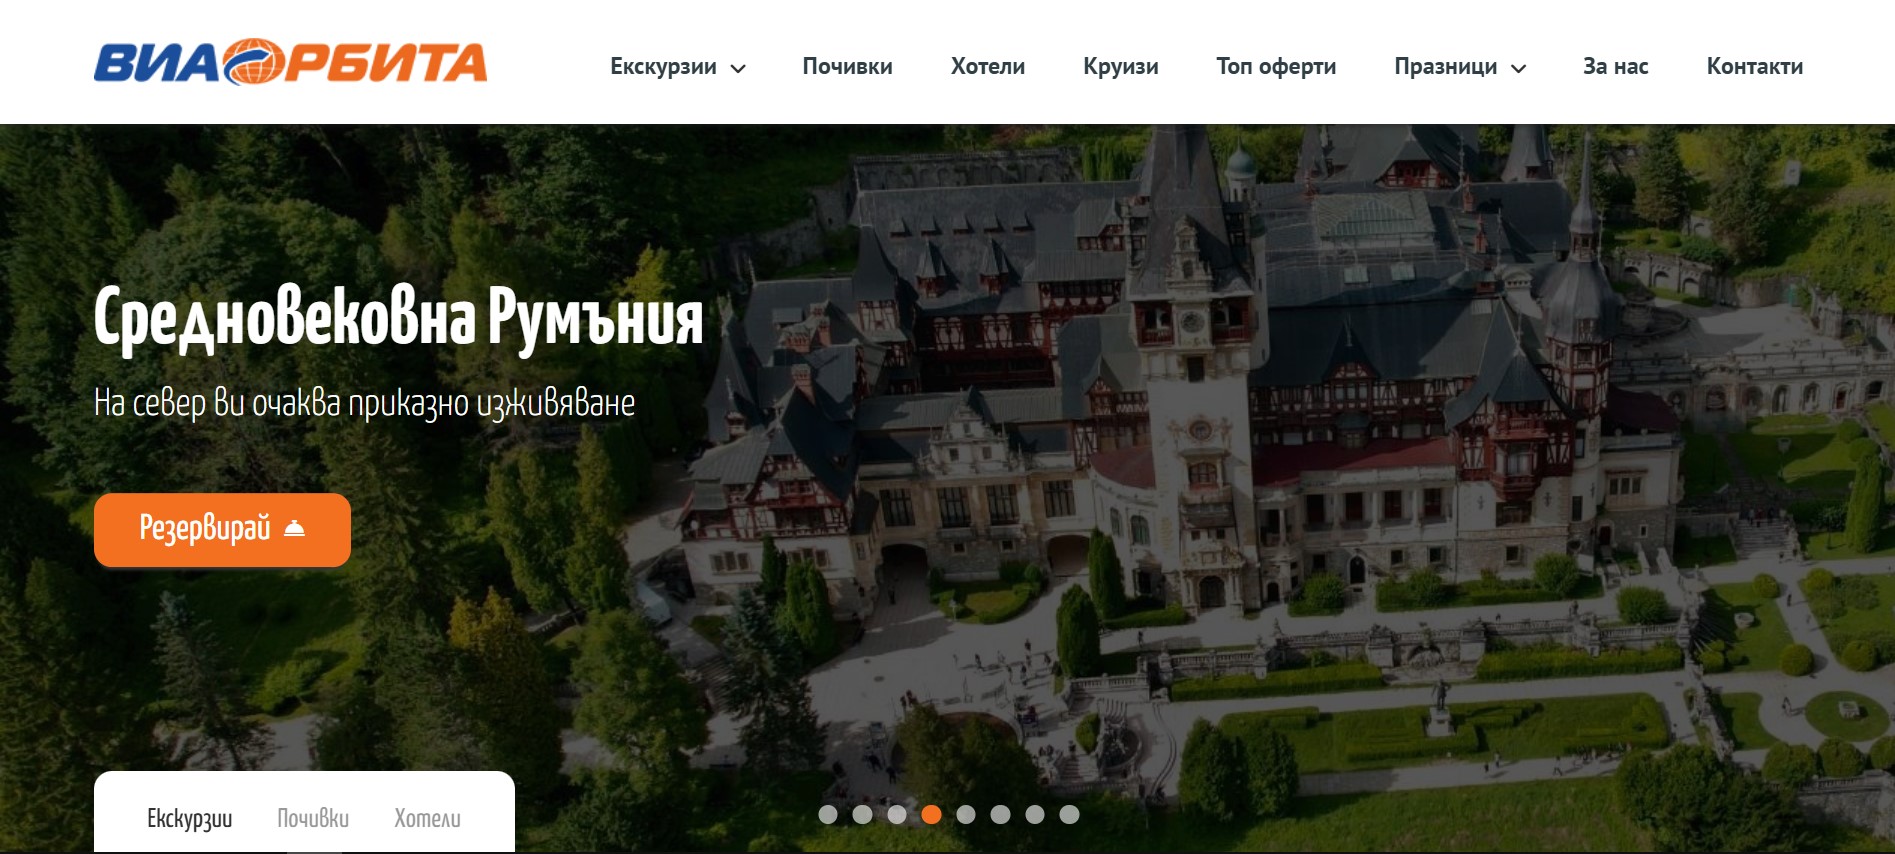 ВИАОРБИТА
Екскурзии Почивки Хотели Круизи Топ оферти Празници За нас Контакти
Средновековна Румъния
На север ви очаква приказно изживяване
Резервирай
Екскурзии Почивки Хотели